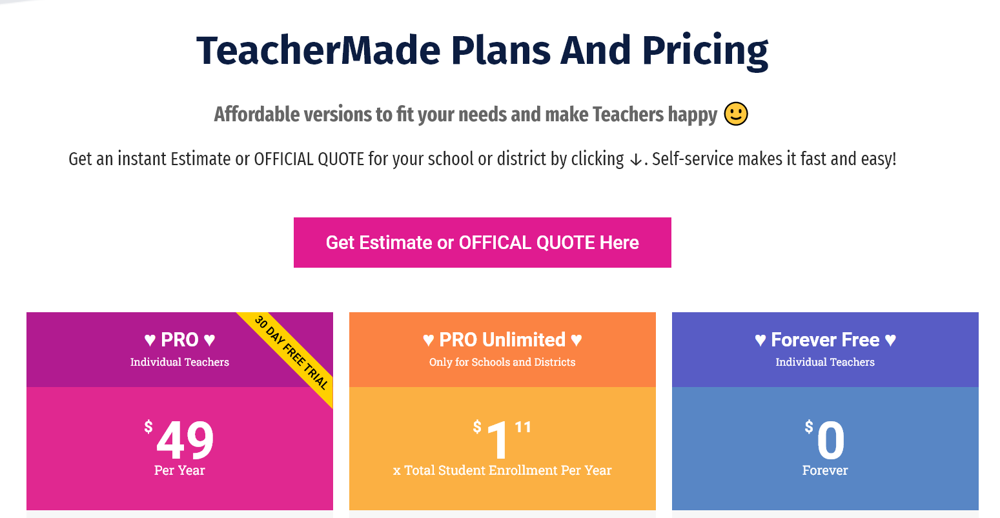 TeacherMade Plans And Pricing
Affordable versions to fit your needs and make Teachers happy 🙂
Get an instant Estimate or OFFICIAL QUOTE for your school or district by clicking ↓. Self-service makes it fast and easy!
Get Estimate or OFFICAL QUOTE Here
♥ PRO ♥
Individual Teachers
30 DAY FREE TRIAL
$49
Per Year
♥ PRO Unlimited ♥
Only for Schools and Districts
$1 11
x Total Student Enrollment Per Year
♥ Forever Free ♥
Individual Teachers
$0
Forever